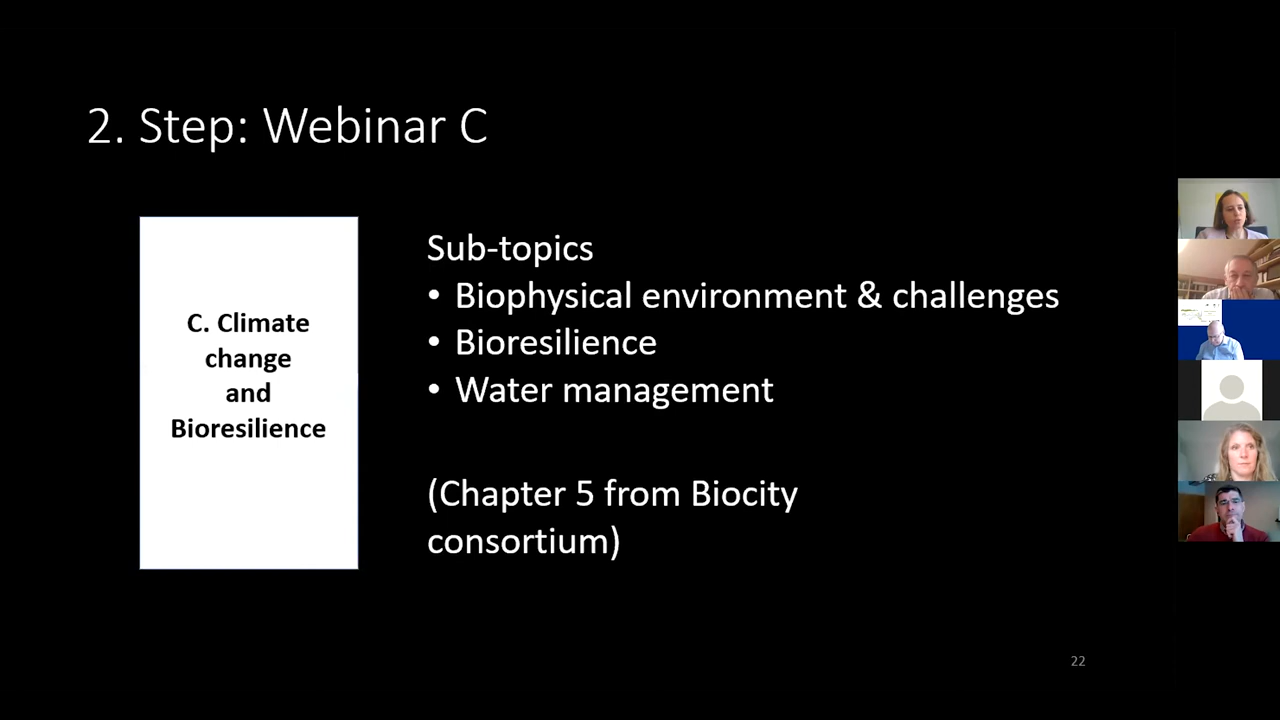 2. Step: Webinar C
C. Climate
change
and
Bioresilience
Sub-topics
• Biophysical environment & challenges
• Bioresilience
• Water management
(Chapter 5 from Biocity
consortium)
22